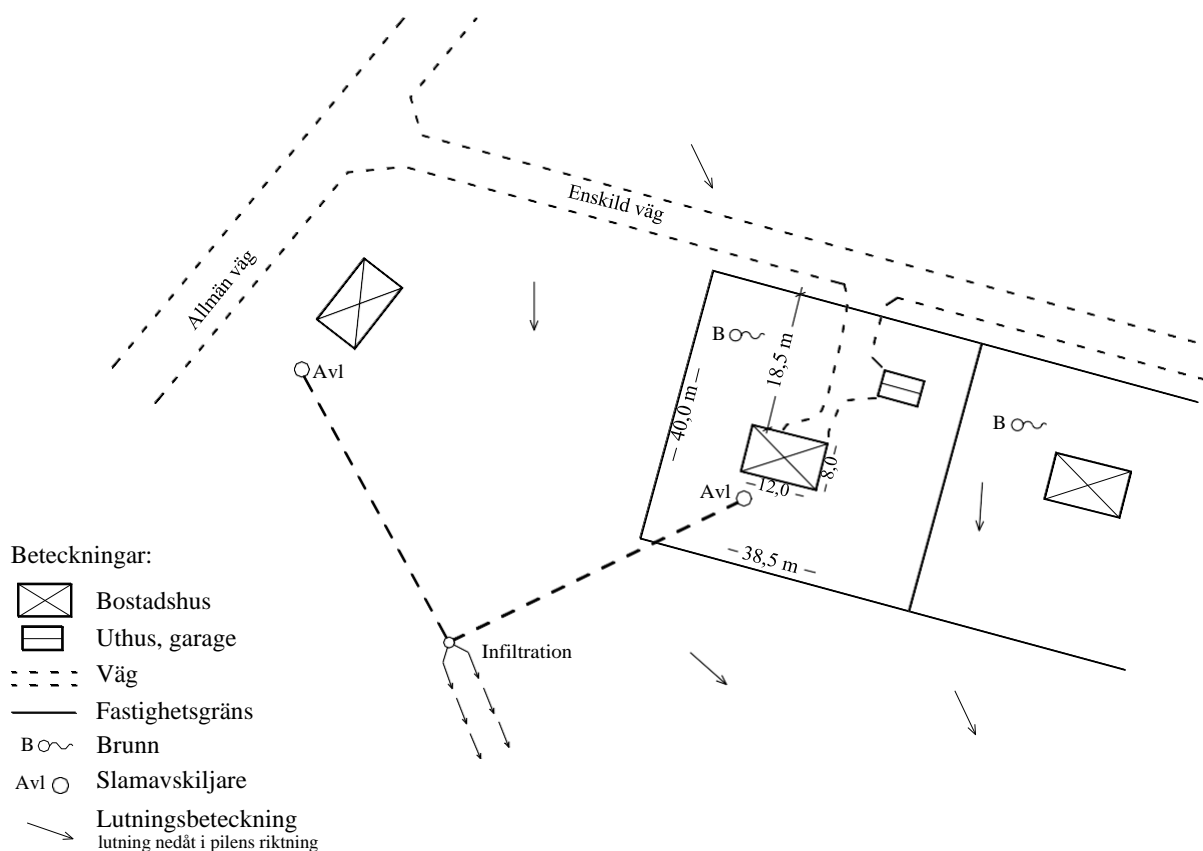 Enskild väg
Allmän väg
Avl
B
18,5 m
40,0 m
B
8,0
12,0
Avl
38,5 m
Infiltration
Beteckningar:
Bostadshus
Uthus, garage
Väg
Fastighetsgräns
B Brunn
Avl Slamavskiljare
Lutningsbeteckning
lutning nedåt i pilens riktning